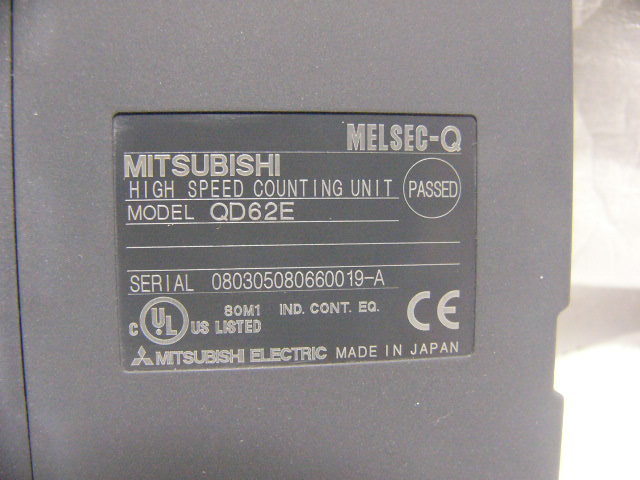 MELSEC-Q
MITSUBISHI
HIGH SPEED COUNTING UNIT PASSED
MODEL QD62E
SERIAL 080305080660019-A
80M1 IND. CONT. EQ.
C UL US LISTED CE
MITSUBISHI ELECTRIC MADE IN JAPAN